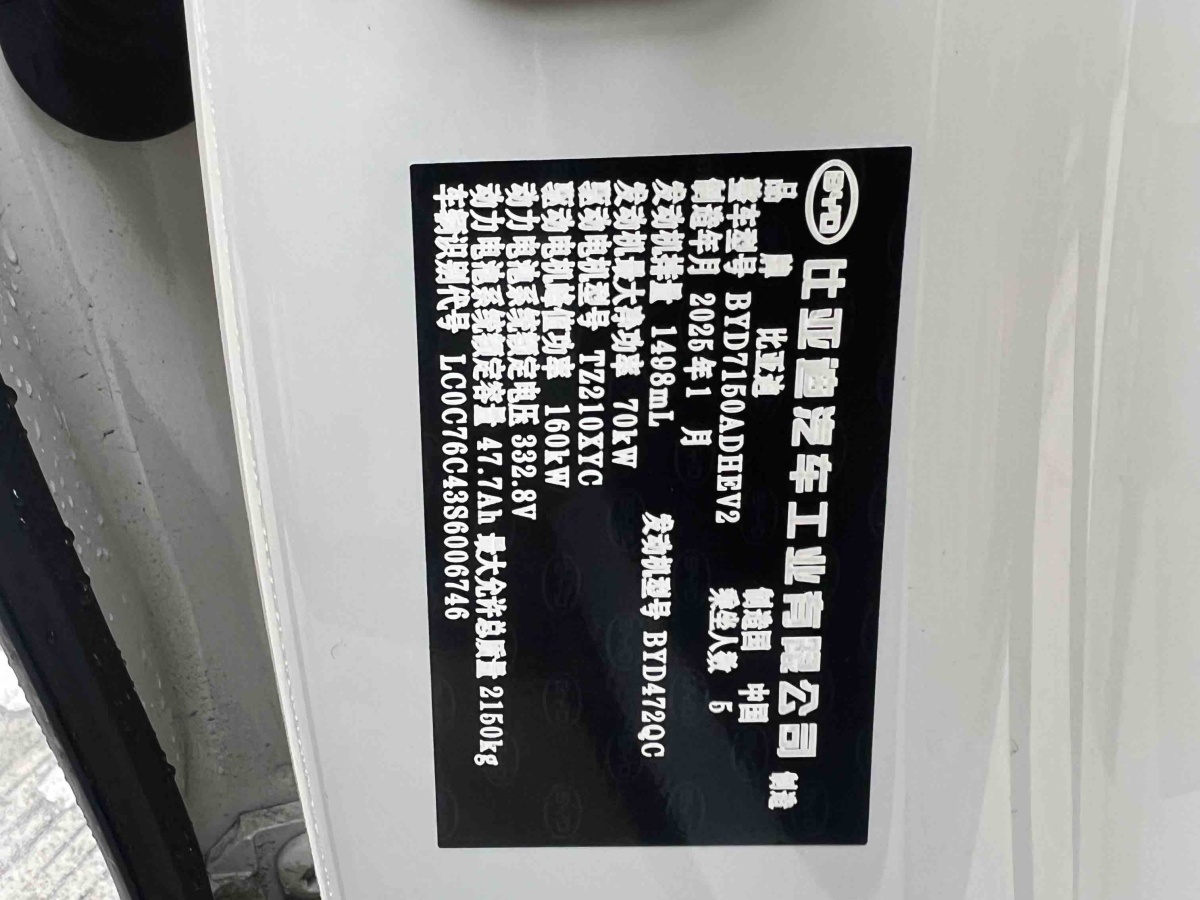 BYD 比亚迪汽车工业有限公司 制造
品牌 比亚迪 制造国 中国
整车型号 BYD7150ADHEV2 乘坐人数 5
制造年月 2025年1月
发动机排量 1498mL 发动机型号 BYD472QC
发动机最大净功率 70kW
驱动电机型号 TZ210XYC
驱动电机峰值功率 160kW
动力电池系统额定电压 332.8V
动力电池系统额定容量 47.7Ah 最大允许总质量 2150kg
车辆识别代号 LC0C76C43S6006746